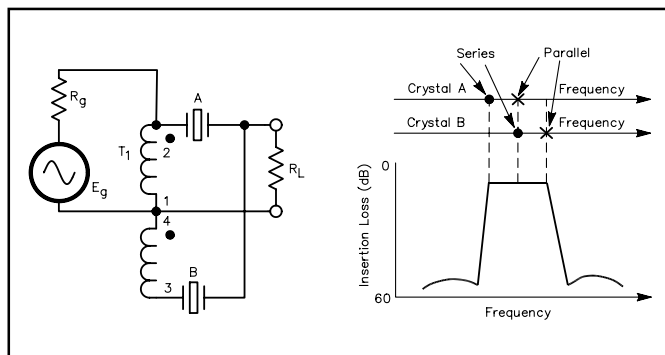 Rg
Eg
T1
2
1
4
3
A
B
RL
Series
Parallel
Crystal A
Frequency
Crystal B
Frequency
0
Insertion Loss (dB)
60
Frequency